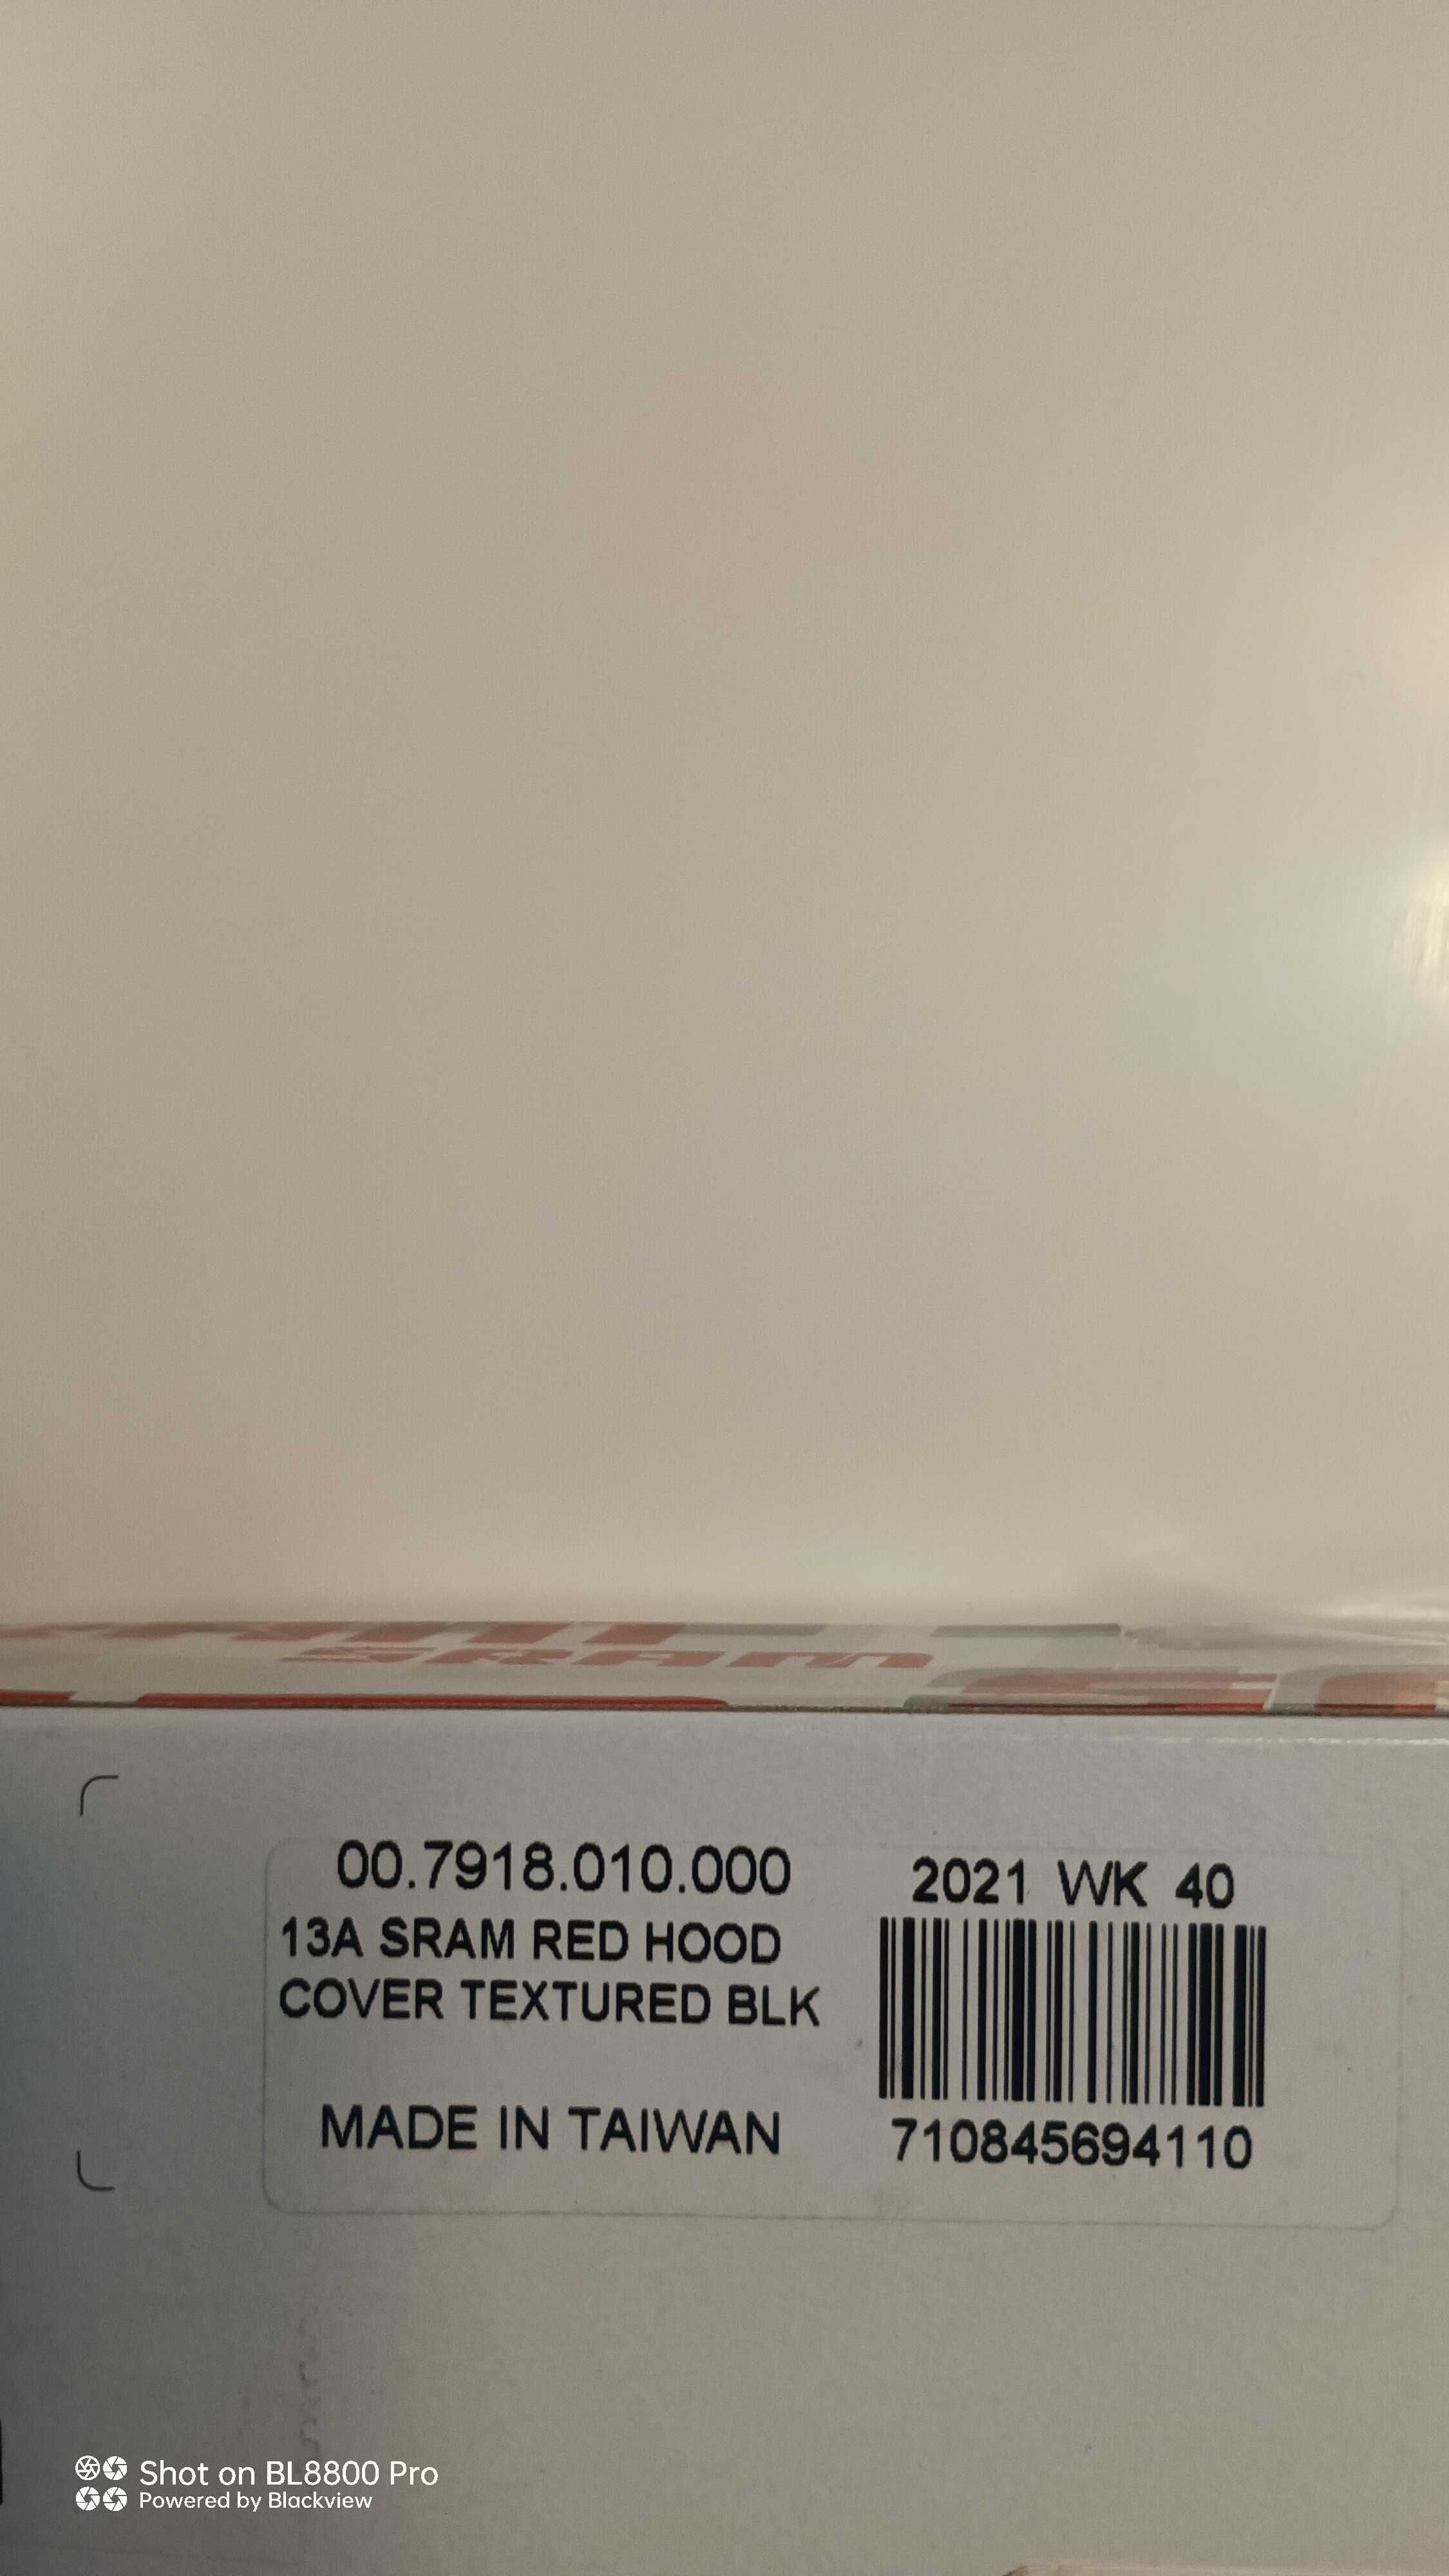 SRAM
00.7918.010.000
13A SRAM RED HOOD
COVER TEXTURED BLK
MADE IN TAIWAN
2021 WK 40
710845694110
Shot on BL8800 Pro
Powered by Blackview